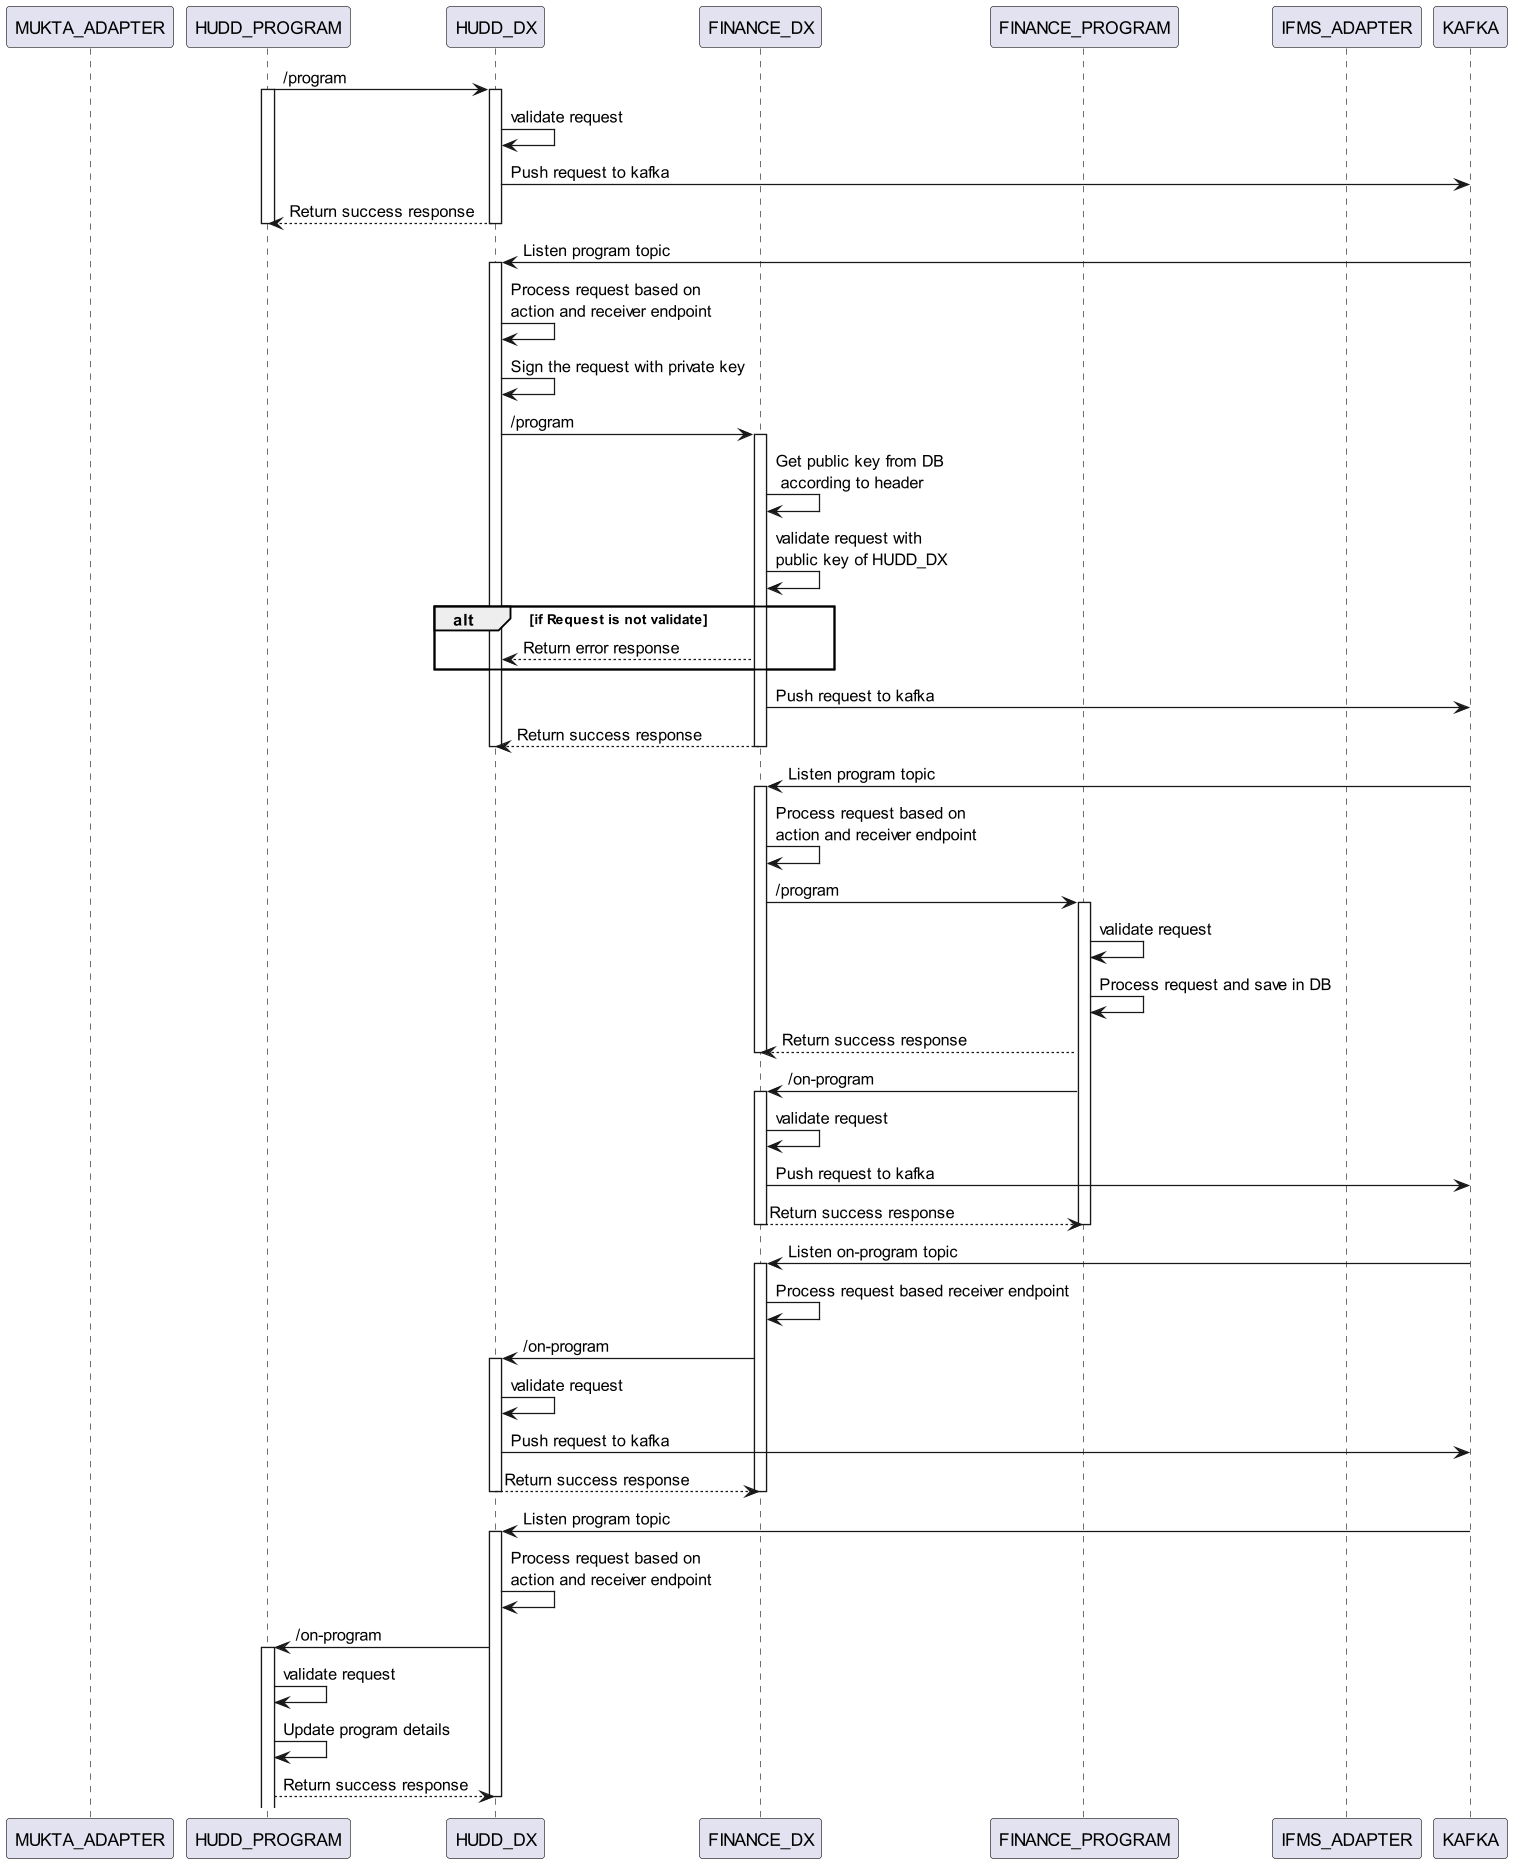 MUKTA_ADAPTER HUDD_PROGRAM HUDD_DX FINANCE_DX FINANCE_PROGRAM IFMS_ADAPTER KAFKA
/program
validate request
Push request to kafka
Return success response
Listen program topic
Process request based on
action and receiver endpoint
Sign the request with private key
/program
Get public key from DB
according to header
validate request with
public key of HUDD_DX
alt [if Request is not validate]
Return error response
Push request to kafka
Return success response
Listen program topic
Process request based on
action and receiver endpoint
/program
validate request
Process request and save in DB
Return success response
/on-program
validate request
Push request to kafka
Return success response
Listen on-program topic
Process request based receiver endpoint
/on-program
validate request
Push request to kafka
Return success response
Listen program topic
Process request based on
action and receiver endpoint
/on-program
validate request
Update program details
Return success response
MUKTA_ADAPTER HUDD_PROGRAM HUDD_DX FINANCE_DX FINANCE_PROGRAM IFMS_ADAPTER KAFKA